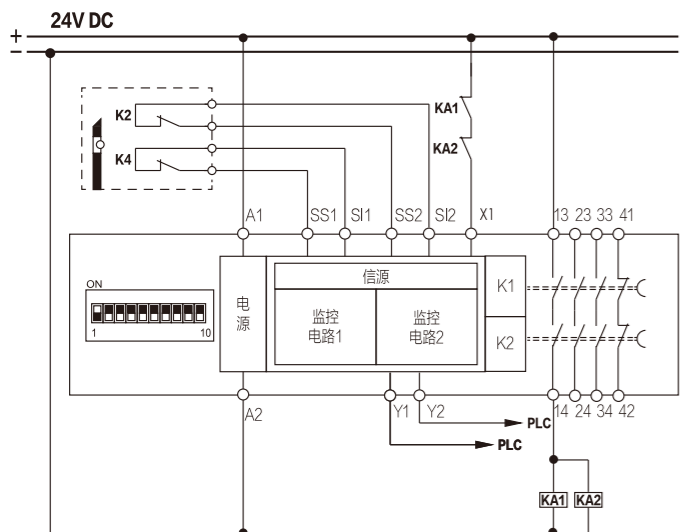 24V DC
+
-
K2
K4
KA1
KA2
A1 SS1 SI1 SS2 SI2 X1 13 23 33 41
ON
1 10
电源
信源
监控电路1
监控电路2
K1
K2
A2 Y1 Y2 14 24 34 42
PLC
PLC
KA1 KA2